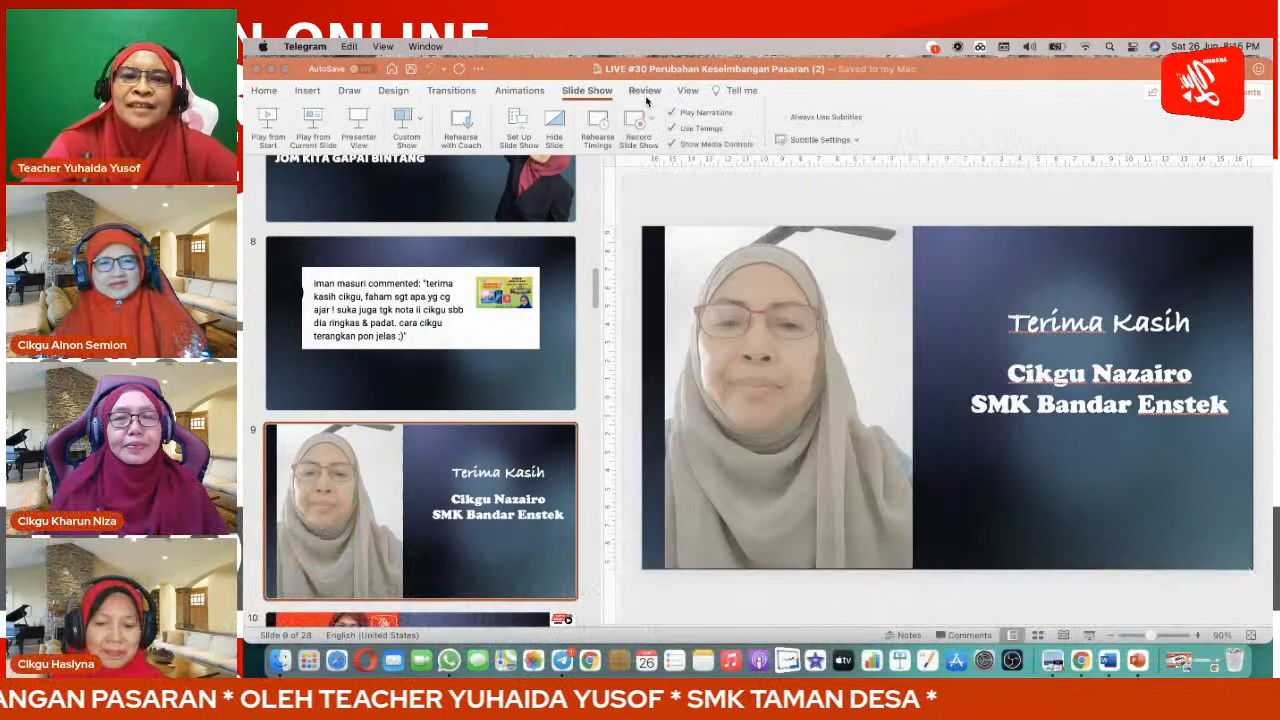 N ONLINE
Teacher Yuhaida Yusof
Cikgu Ainon Semion
Cikgu Kharun Niza
Cikgu Haslyna
Telegram Edit View Window
Sat 26 Jun 8:15 PM
AutoSave OFF
LIVE #30 Perubahan Keseimbangan Pasaran (2) — Saved to my Mac
Home Insert Draw Design Transitions Animations Slide Show Review View Tell me
Play from Start
Play from Current Slide
Presenter View
Custom Show
Rehearse with Coach
Set Up Slide Show
Hide Slide
Rehearse Timings
Record Slide Show
Play Narrations
Use Timings
Show Media Controls
Always Use Subtitles
Subtitle Settings
JOM KITA GAPAI BINTANG
8
iman masuri commented: "terima
kasih cikgu, faham sgt apa yg cg
ajar ! suka juga tgk nota ii cikgu sbb
dia ringkas & padat. cara cikgu
terangkan pon jelas ;)"
9
Terima Kasih
Cikgu Nazairo
SMK Bandar Enstek
10
Terima Kasih
Cikgu Nazairo
SMK Bandar Enstek
Slide 9 of 28 English (United States)
Notes Comments 90%
JUN
26
tv
ANGAN PASARAN * OLEH TEACHER YUHAIDA YUSOF * SMK TAMAN DESA *